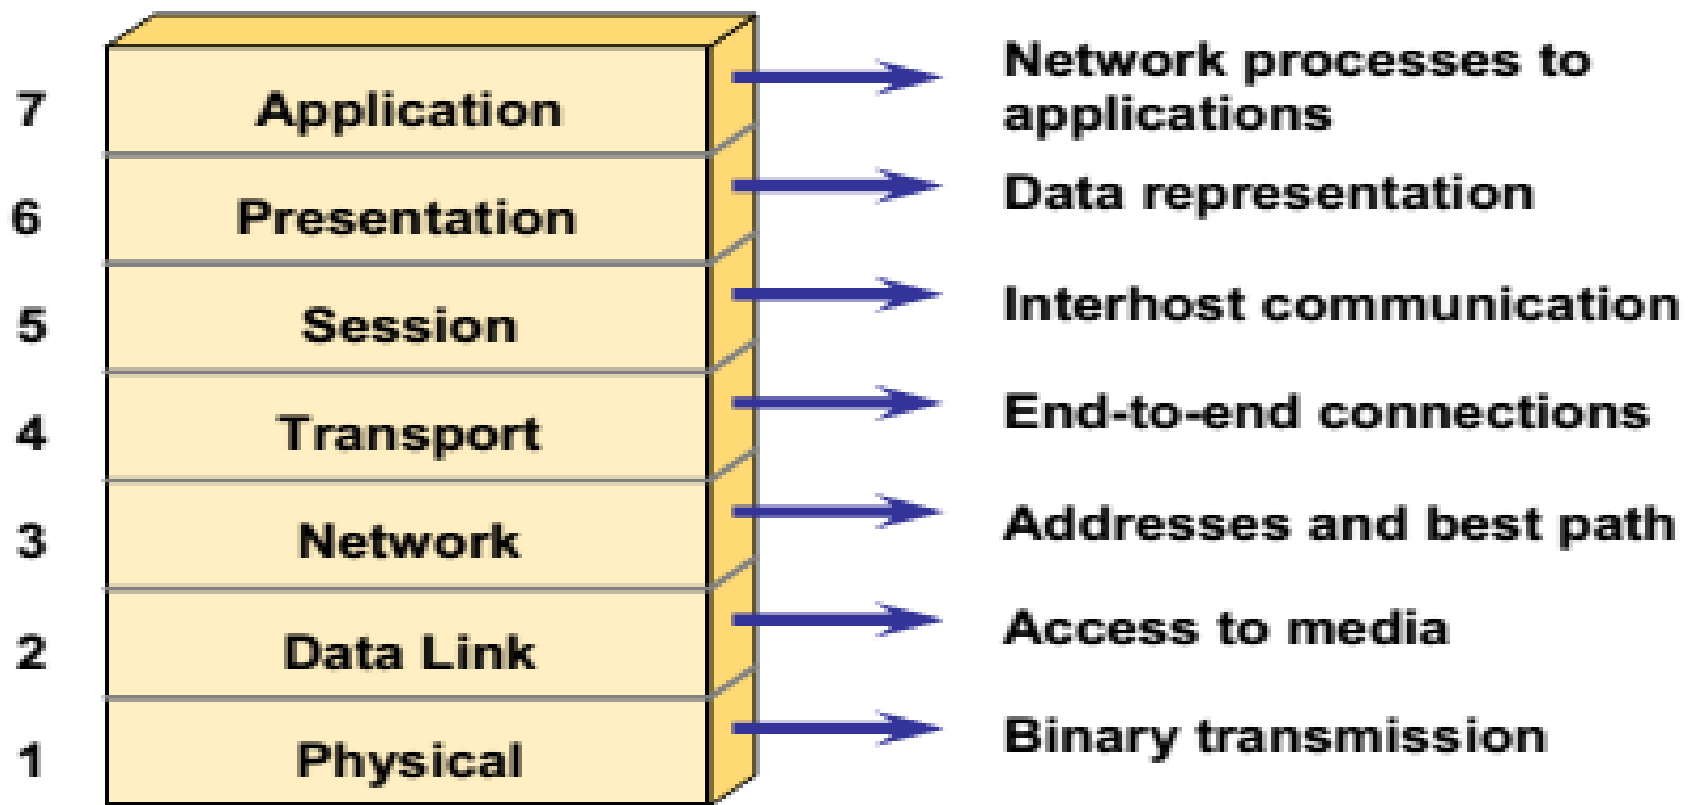 7 Application Network processes to
applications
6 Presentation Data representation
5 Session Interhost communication
4 Transport End-to-end connections
3 Network Addresses and best path
2 Data Link Access to media
1 Physical Binary transmission